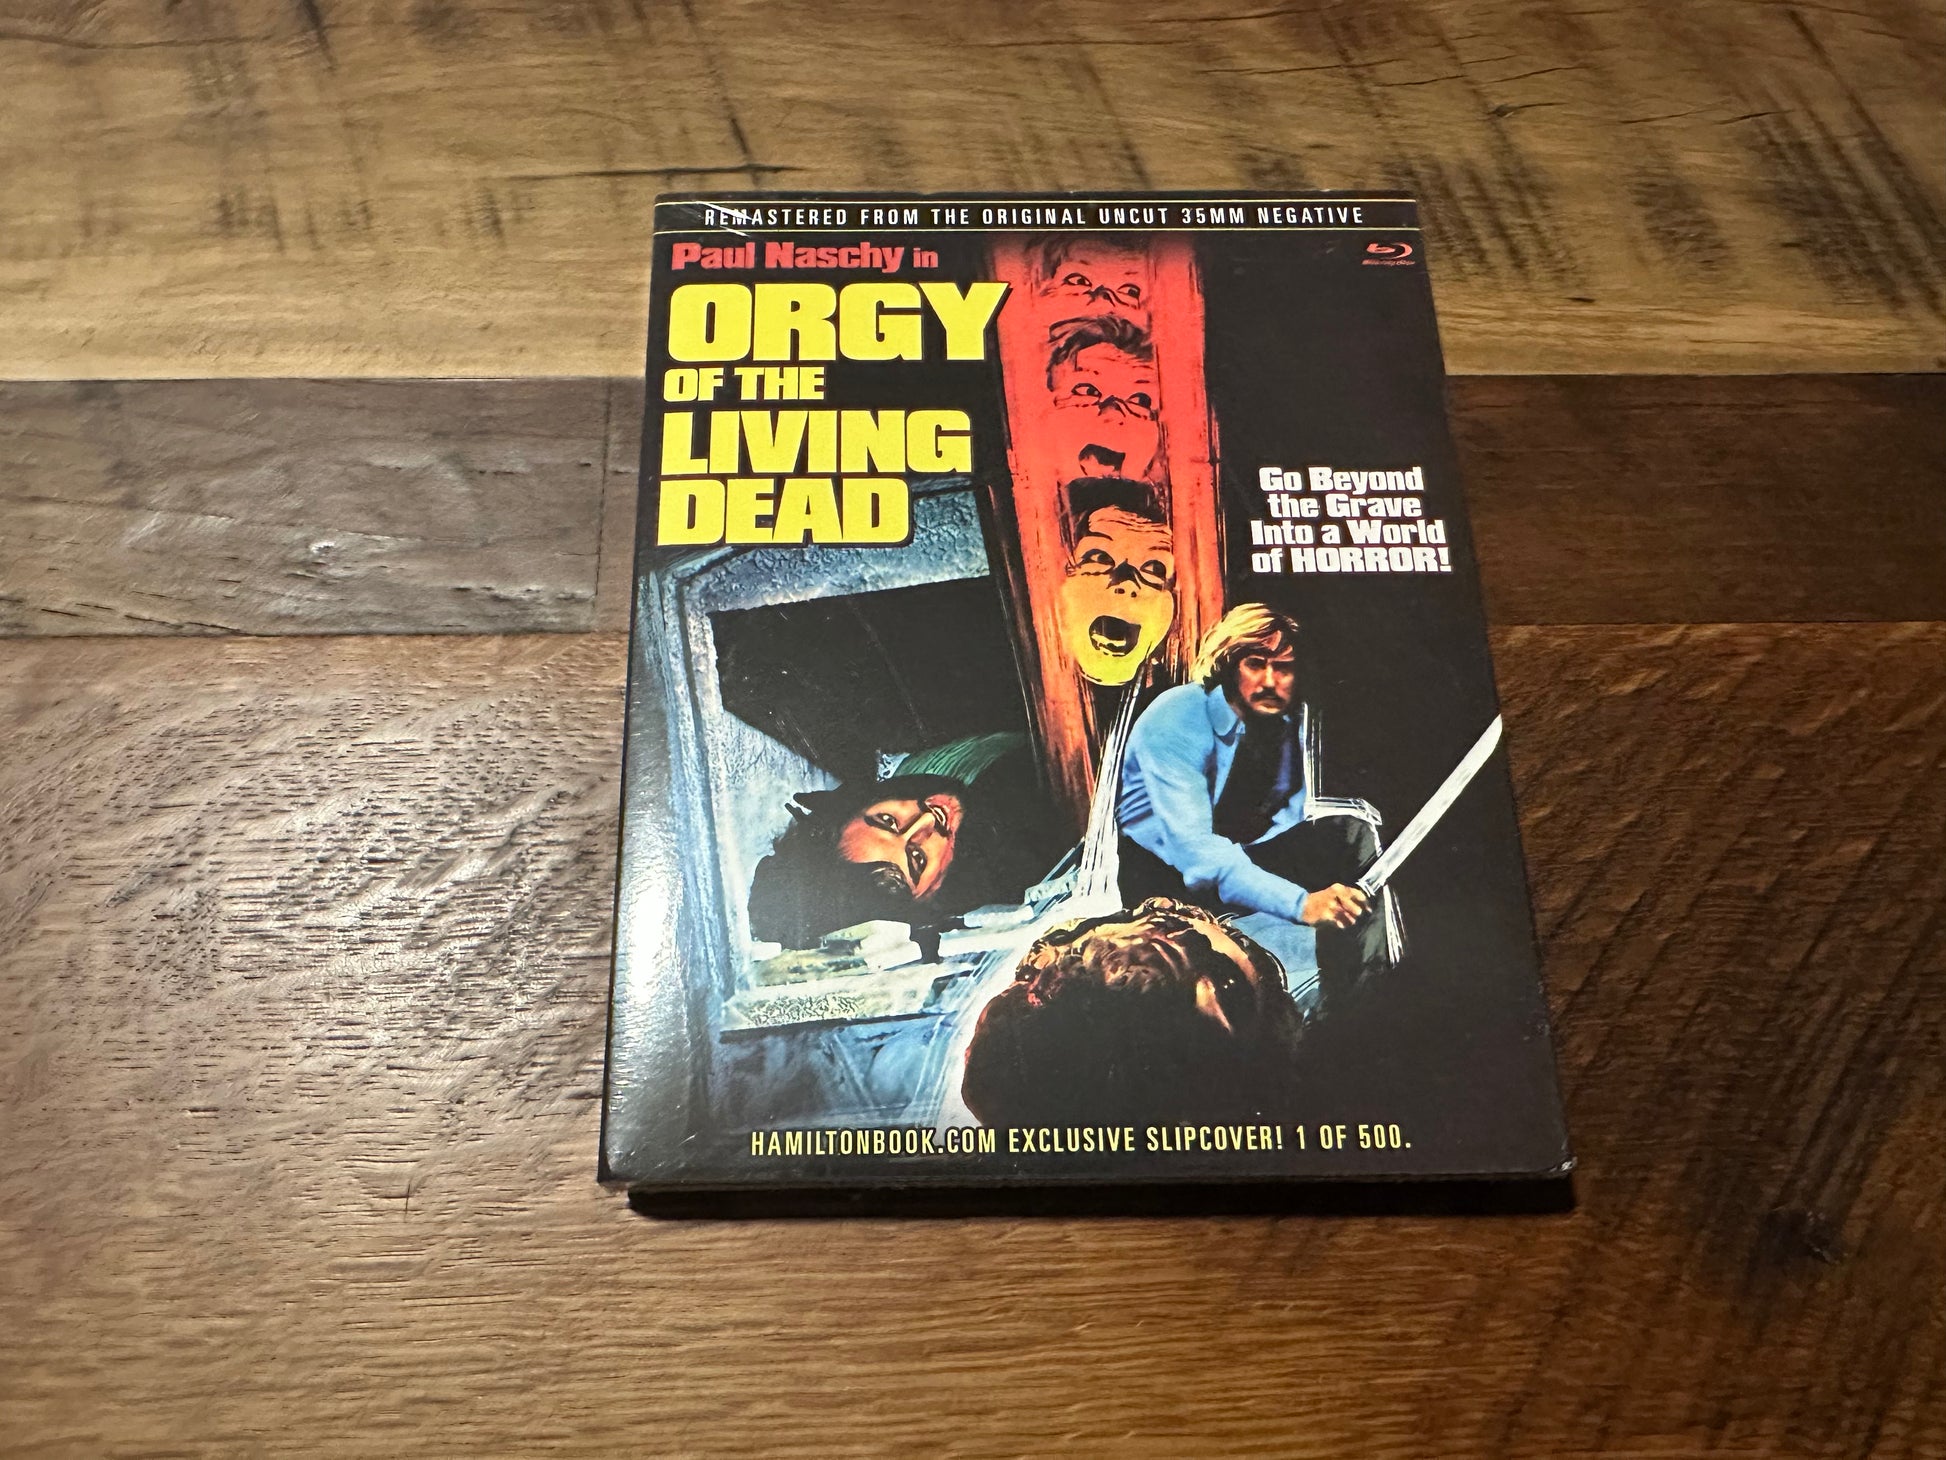 REMASTERED FROM THE ORIGINAL UNCUT 35MM NEGATIVE
Paul Naschy in
ORGY
OF THE
LIVING
DEAD
Go Beyond
the Grave
Into a World
of HORROR!
HAMILTONBOOK.COM EXCLUSIVE SLIPCOVER! 1 OF 500.